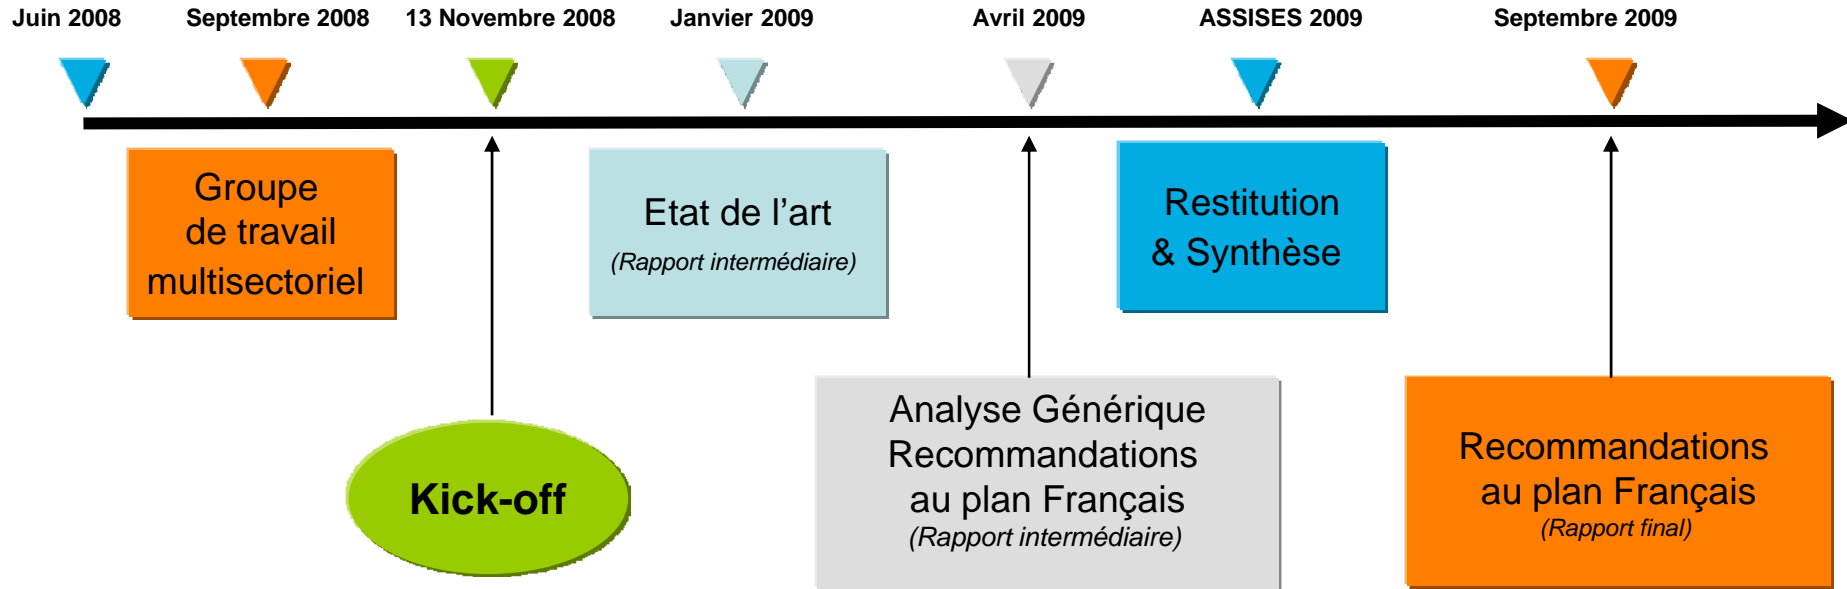 Juin 2008 Septembre 2008 13 Novembre 2008 Janvier 2009 Avril 2009 ASSISES 2009 Septembre 2009
Groupe
de travail
multisectoriel
Etat de l’art
(Rapport intermédiaire)
Restitution
& Synthèse
Kick-off
Analyse Générique
Recommandations
au plan Français
(Rapport intermédiaire)
Recommandations
au plan Français
(Rapport final)